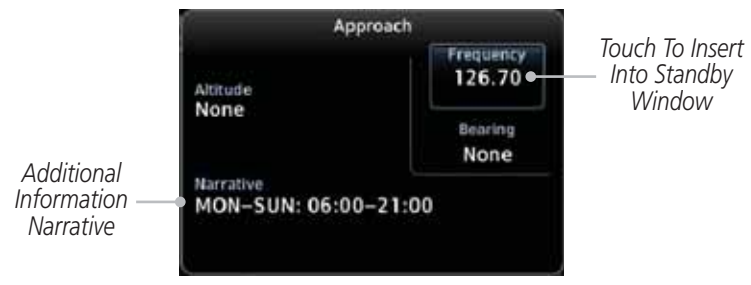 Approach
Frequency
126.70
Touch To Insert
Into Standby
Window
Altitude
None
Bearing
None
Additional
Information
Narrative
Narrative
MON–SUN: 06:00–21:00